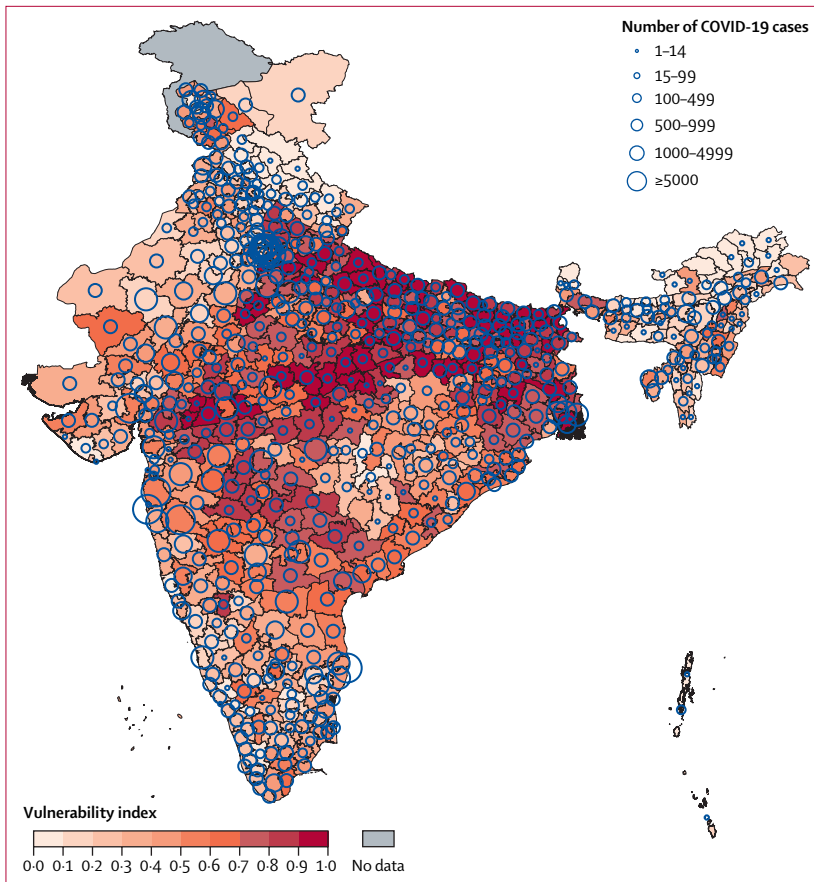 Number of COVID-19 cases
1–14
15–99
100–499
500–999
1000–4999
≥5000
Vulnerability index
0·0 0·1 0·2 0·3 0·4 0·5 0·6 0·7 0·8 0·9 1·0
No data